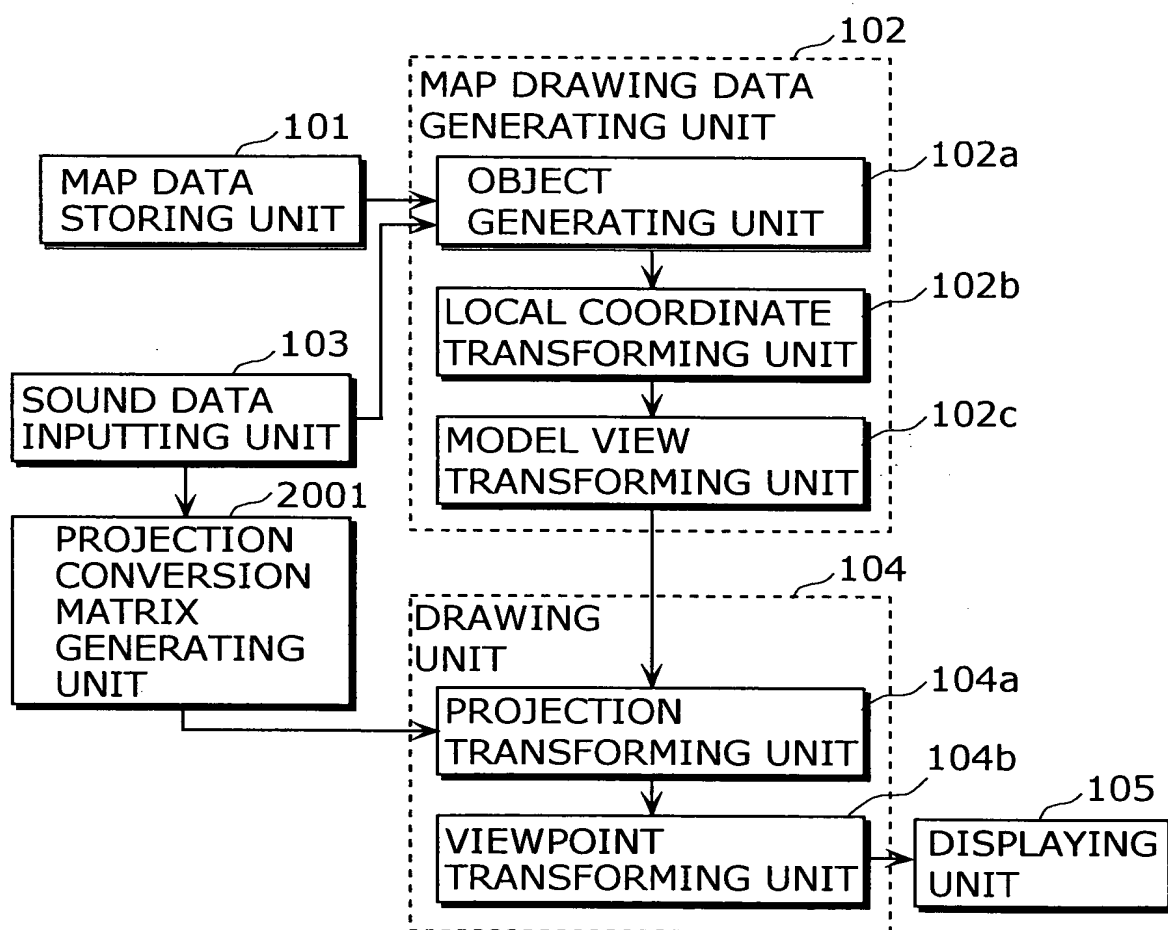 102
MAP DRAWING DATA
GENERATING UNIT
101
MAP DATA
STORING UNIT
102a
OBJECT
GENERATING UNIT
102b
LOCAL COORDINATE
TRANSFORMING UNIT
103
SOUND DATA
INPUTTING UNIT
102c
MODEL VIEW
TRANSFORMING UNIT
2001
PROJECTION
CONVERSION
MATRIX
GENERATING
UNIT
104
DRAWING
UNIT
104a
PROJECTION
TRANSFORMING UNIT
104b
VIEWPOINT
TRANSFORMING UNIT
105
DISPLAYING
UNIT